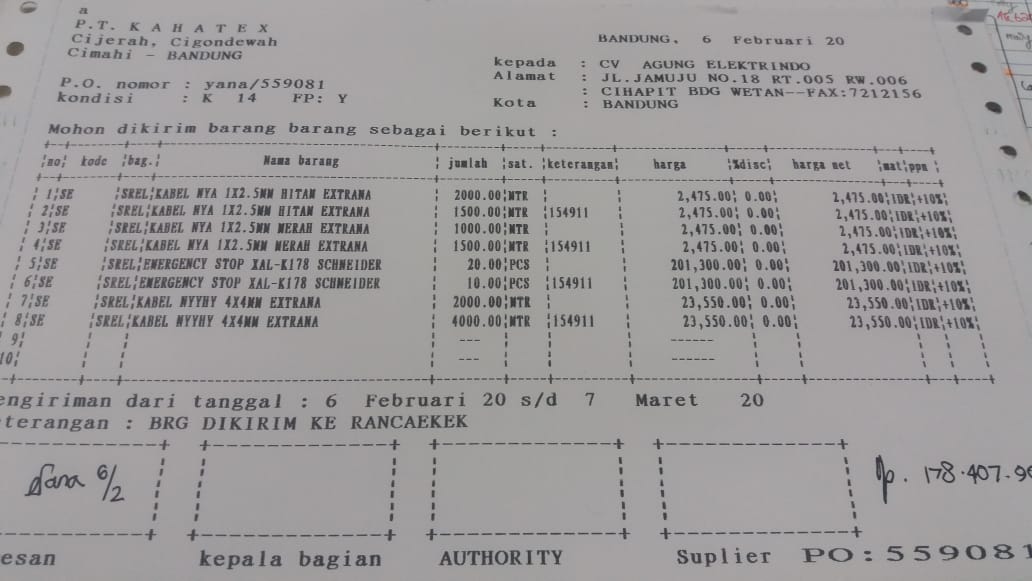 a
P.T. K A H A T E X
Cijerah, Cigondewah
Cimahi - BANDUNG
BANDUNG, 6 Februari 20
kepada : CV AGUNG ELEKTRINDO
Alamat : JL.JAMUJU NO.18 RT.005 RW.006
: CIHAPIT BDG WETAN--FAX:7212156
Kota : BANDUNG
P.O. nomor : yana/559081
kondisi : K 14 FP: Y
Mohon dikirim barang barang sebagai berikut :
no kode bag. Nama barang jumlah sat. keterangan harga %disc harga net mat ppn
1 SE SREL KABEL NYA 1X2.5MM HITAM EXTRANA 2000.00 MTR 2,475.00 0.00 2,475.00 IDR +10%
2 SE SREL KABEL NYA 1X2.5MM HITAM EXTRANA 1500.00 MTR 154911 2,475.00 0.00 2,475.00 IDR +10%
3 SE SREL KABEL NYA 1X2.5MM MERAH EXTRANA 1000.00 MTR 2,475.00 0.00 2,475.00 IDR +10%
4 SE SREL KABEL NYA 1X2.5MM MERAH EXTRANA 1500.00 MTR 154911 2,475.00 0.00 2,475.00 IDR +10%
5 SE SREL EMERGENCY STOP XAL-K178 SCHNEIDER 20.00 PCS 201,300.00 0.00 201,300.00 IDR +10%
6 SE SREL EMERGENCY STOP XAL-K178 SCHNEIDER 10.00 PCS 154911 201,300.00 0.00 201,300.00 IDR +10%
7 SE SREL KABEL NYYHY 4X4MM EXTRANA 2000.00 MTR 23,550.00 0.00 23,550.00 IDR +10%
8 SE SREL KABEL NYYHY 4X4MM EXTRANA 4000.00 MTR 154911 23,550.00 0.00 23,550.00 IDR +10%
9 --- ------
10 --- ------
engiriman dari tanggal : 6 Februari 20 s/d 7 Maret 20
eterangan : BRG DIKIRIM KE RANCAEKEK
6/2
178.407.9
esan kepala bagian AUTHORITY Suplier PO:559081